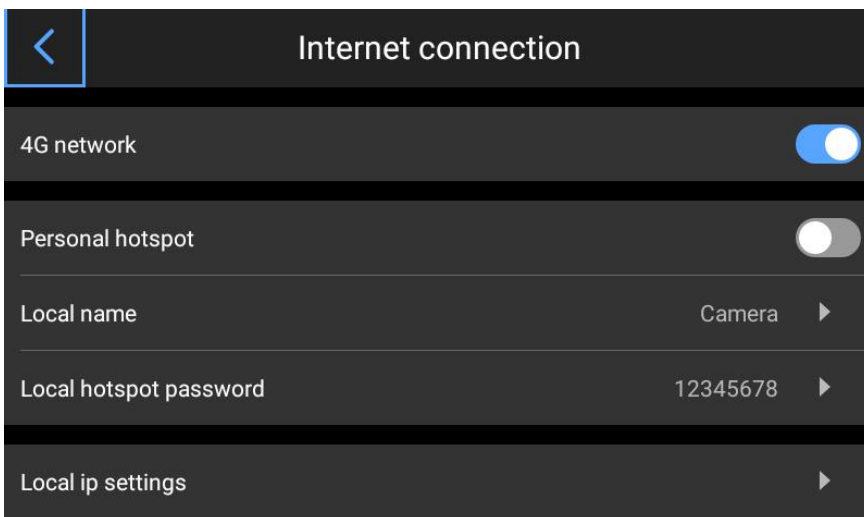 Internet connection
4G network
Personal hotspot
Local name Camera
Local hotspot password 12345678
Local ip settings